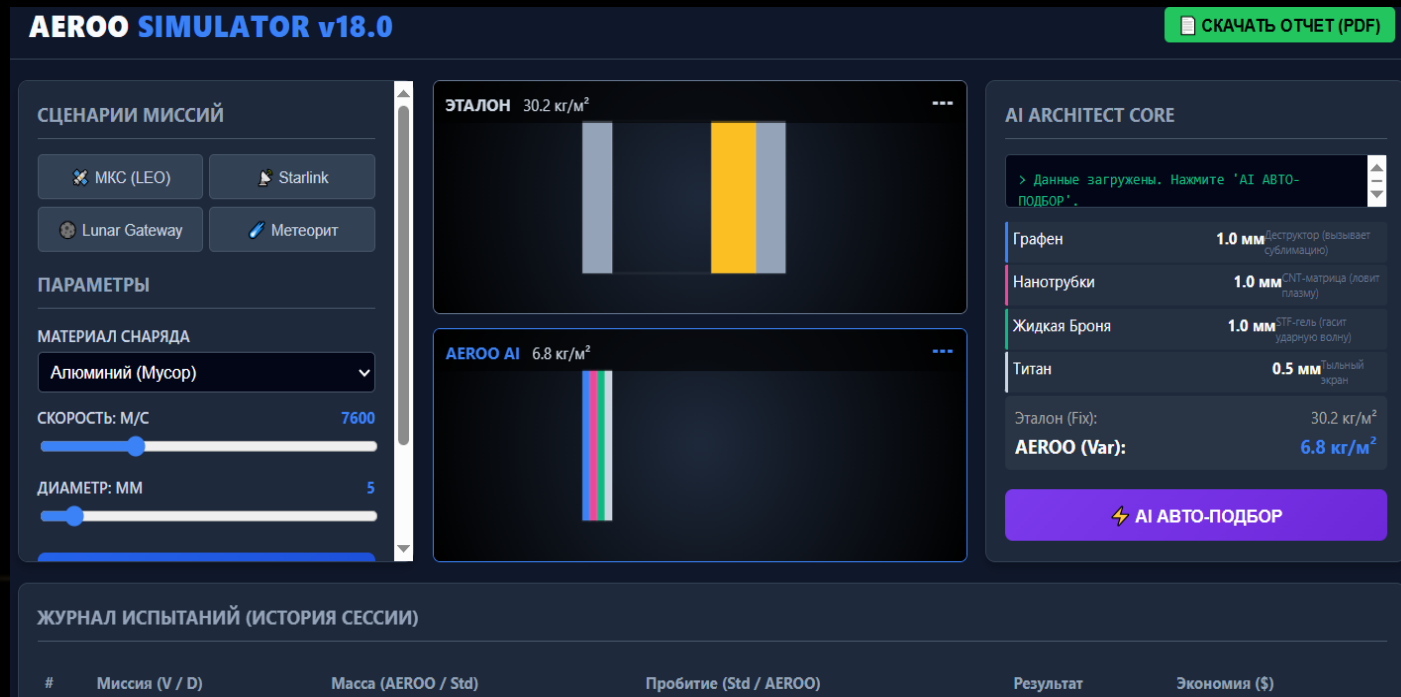 AEROO SIMULATOR v18.0
📄 СКАЧАТЬ ОТЧЕТ (PDF)
СЦЕНАРИИ МИССИЙ
МКС (LEO)
Starlink
Lunar Gateway
Метеорит
ПАРАМЕТРЫ
МАТЕРИАЛ СНАРЯДА
Алюминий (Мусор)
СКОРОСТЬ: М/С 7600
ДИАМЕТР: ММ 5
ЭТАЛОН 30.2 кг/м² ---
AEROO AI 6.8 кг/м² ---
AI ARCHITECT CORE
> Данные загружены. Нажмите 'AI АВТО-
ПОДБОР'.
Графен 1.0 мм Деструктор (вызывает
сублимацию)
Нанотрубки 1.0 мм CNT-матрица (ловит
плазму)
Жидкая Броня 1.0 мм STF-гель (гасит
ударную волну)
Титан 0.5 мм Тыльный
экран
Эталон (Fix): 30.2 кг/м²
AEROO (Var): 6.8 кг/м²
⚡ AI АВТО-ПОДБОР
ЖУРНАЛ ИСПЫТАНИЙ (ИСТОРИЯ СЕССИИ)
# Миссия (V / D) Масса (AEROO / Std) Пробитие (Std / AEROO) Результат Экономия ($)